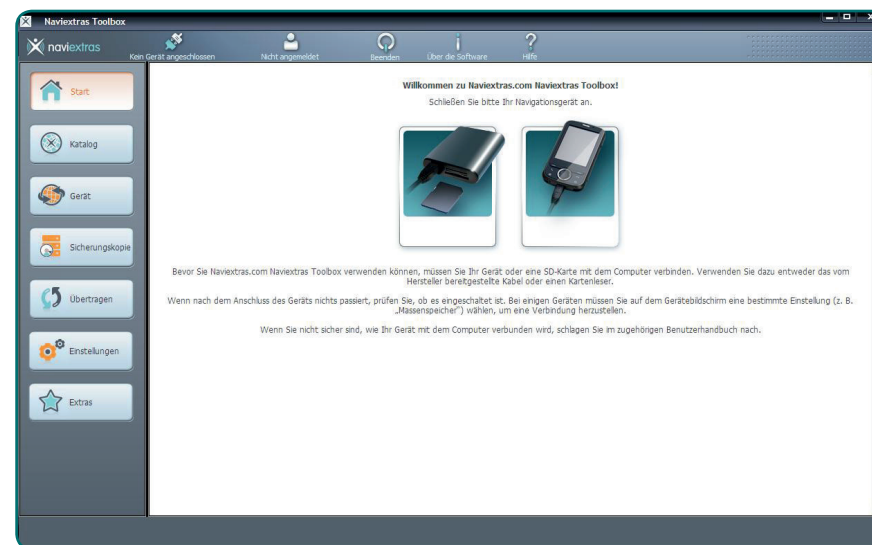 Naviextras Toolbox
naviextras
Kein Gerät angeschlossen
Nicht angemeldet
Beenden
Über die Software
Hilfe
Start
Katalog
Gerät
Sicherungskopie
Übertragen
Einstellungen
Extras
Willkommen zu Naviextras.com Naviextras Toolbox!
Schließen Sie bitte Ihr Navigationsgerät an.
Bevor Sie Naviextras.com Naviextras Toolbox verwenden können, müssen Sie Ihr Gerät oder eine SD-Karte mit dem Computer verbinden. Verwenden Sie dazu entweder das vom
Hersteller bereitgestellte Kabel oder einen Kartenleser.
Wenn nach dem Anschluss des Geräts nichts passiert, prüfen Sie, ob es eingeschaltet ist. Bei einigen Geräten müssen Sie auf dem Gerätebildschirm eine bestimmte Einstellung (z. B.
„Massenspeicher") wählen, um eine Verbindung herzustellen.
Wenn Sie nicht sicher sind, wie Ihr Gerät mit dem Computer verbunden wird, schlagen Sie im zugehörigen Benutzerhandbuch nach.